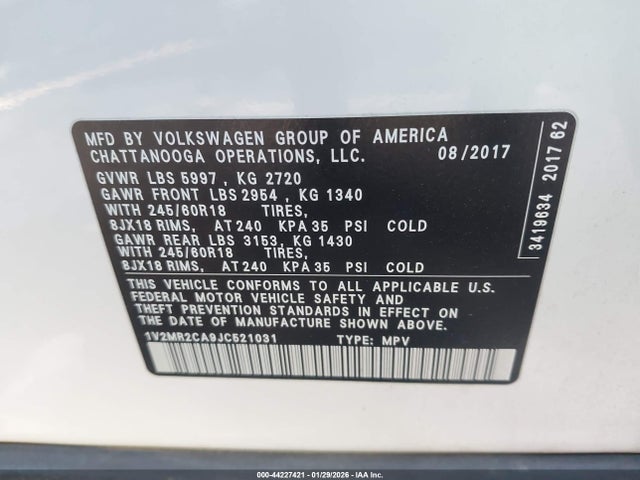 MFD BY VOLKSWAGEN GROUP OF AMERICA
CHATTANOOGA OPERATIONS, LLC. 08/2017
GVWR LBS 5997 , KG 2720
GAWR FRONT LBS 2954 , KG 1340
WITH 245/60R18 TIRES,
8JX18 RIMS, AT 240 KPA 35 PSI COLD
GAWR REAR LBS 3153, KG 1430
WITH 245/60R18 TIRES,
8JX18 RIMS, AT 240 KPA 35 PSI COLD
THIS VEHICLE CONFORMS TO ALL APPLICABLE U.S.
FEDERAL MOTOR VEHICLE SAFETY AND
THEFT PREVENTION STANDARDS IN EFFECT ON
THE DATE OF MANUFACTURE SHOWN ABOVE.
1V2MR2CA9JC521031 TYPE: MPV
3419634 2017 62
000-44227421 - 01/29/2026 - IAAI, Inc.